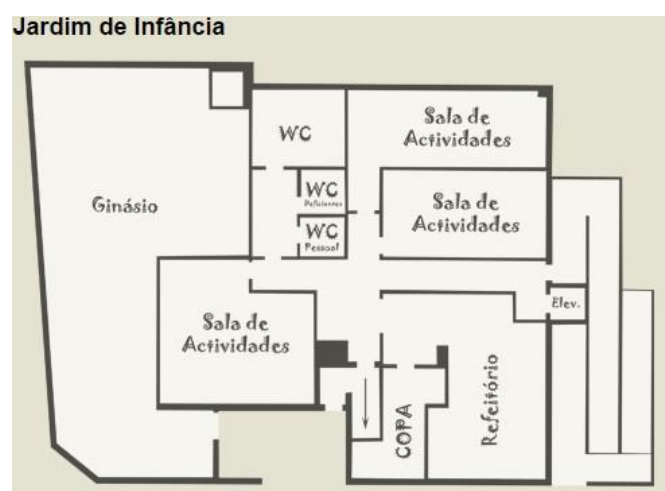 Jardim de Infância
Sala de
Actividades
WC
WC
Deficientes
Ginásio
Sala de
Actividades
WC
Pessoal
Elev.
Sala de
Actividades
Refeitório
COPA